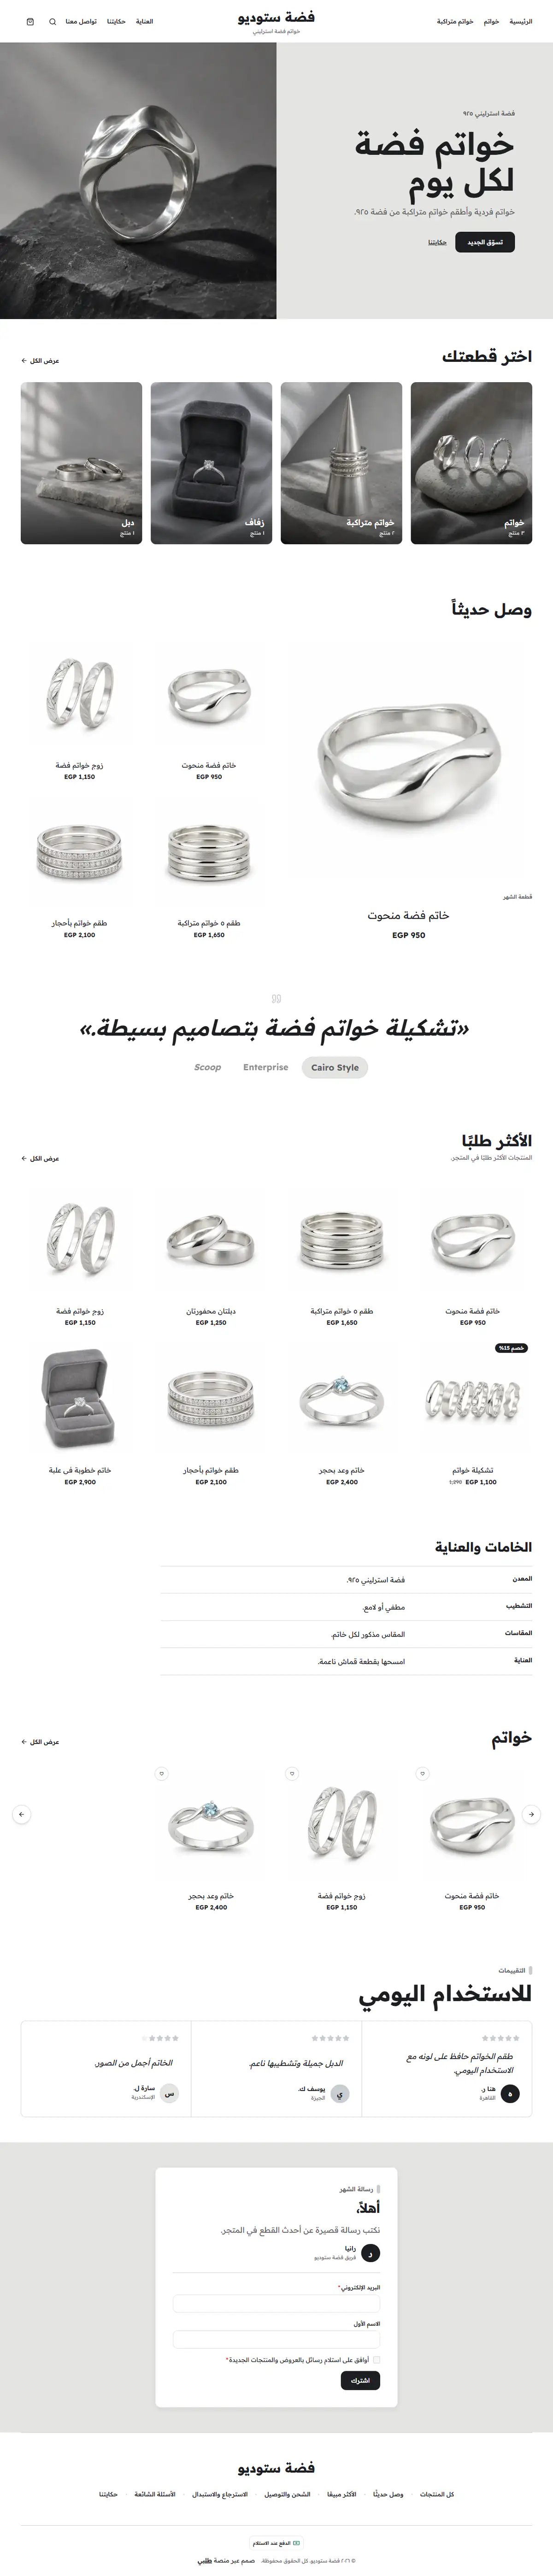 الرئيسية
خواتم
خواتم متراكبة
فضة ستوديو
خواتم فضة استرليني
العناية
حكايتنا
تواصل معنا
فضة استرليني ٩٢٥
خواتم فضة
لكل يوم
خواتم فردية وأطقم خواتم متراكبة من فضة ٩٢٥.
تسوّق الجديد
حكايتنا
اختر قطعتك
عرض الكل
خواتم
٣ منتج
خواتم متراكبة
٢ منتج
زفاف
١ منتج
دبل
١ منتج
وصل حديثاً
قطعة الشهر
خاتم فضة منحوت
EGP 950
خاتم فضة منحوت
EGP 950
زوج خواتم فضة
EGP 1,150
طقم ٥ خواتم متراكبة
EGP 1,650
طقم خواتم بأحجار
EGP 2,100
«تشكيلة خواتم فضة بتصاميم بسيطة.»
Cairo Style
Enterprise
Scoop
الأكثر طلبًا
المنتجات الأكثر طلبًا في المتجر.
عرض الكل
خاتم فضة منحوت
EGP 950
طقم ٥ خواتم متراكبة
EGP 1,650
دبلتان محفورتان
EGP 1,250
زوج خواتم فضة
EGP 1,150
خصم 15%
تشكيلة خواتم
EGP 1,100
1,290
خاتم وعد بحجر
EGP 2,400
طقم خواتم بأحجار
EGP 2,100
خاتم خطوبة في علبة
EGP 2,900
الخامات والعناية
المعدن
فضة استرليني ٩٢٥.
التشطيب
مطفي أو لامع.
المقاسات
المقاس مذكور لكل خاتم.
العناية
امسحها بقطعة قماش ناعمة.
خواتم
عرض الكل
خاتم فضة منحوت
EGP 950
زوج خواتم فضة
EGP 1,150
خاتم وعد بحجر
EGP 2,400
التقييمات
للاستخدام اليومي
طقم الخواتم حافظ على لونه مع
الاستخدام اليومي.
ه
هنا ر.
القاهرة
الدبل جميلة وتشطيبها ناعم.
ي
يوسف ك.
الجيزة
الخاتم أجمل من الصور.
س
سارة ل.
الإسكندرية
رسالة الشهر
أهلاً،
نكتب رسالة قصيرة عن أحدث القطع في المتجر.
ر
رانيا
فريق فضة ستوديو
البريد الإلكتروني*
الاسم الأول
أوافق على استلام رسائل بالعروض والمنتجات الجديدة*
اشترك
فضة ستوديو
كل المنتجات
وصل حديثًا
الأكثر مبيعًا
الشحن والتوصيل
الاسترجاع والاستبدال
الأسئلة الشائعة
حكايتنا
الدفع عند الاستلام
© ٢٠٢٦ فضة ستوديو. كل الحقوق محفوظة.
صمم عبر منصة طلبي